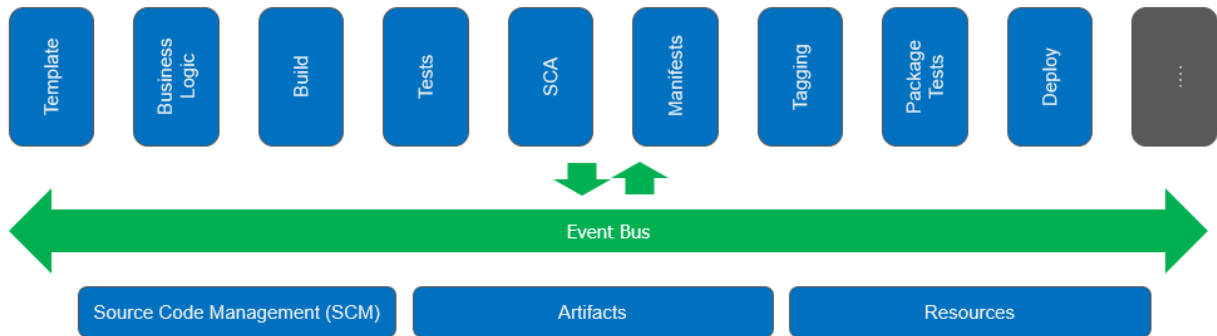 Template
Business
Logic
Build
Tests
SCA
Manifests
Tagging
Package
Tests
Deploy
....
Event Bus
Source Code Management (SCM)
Artifacts
Resources